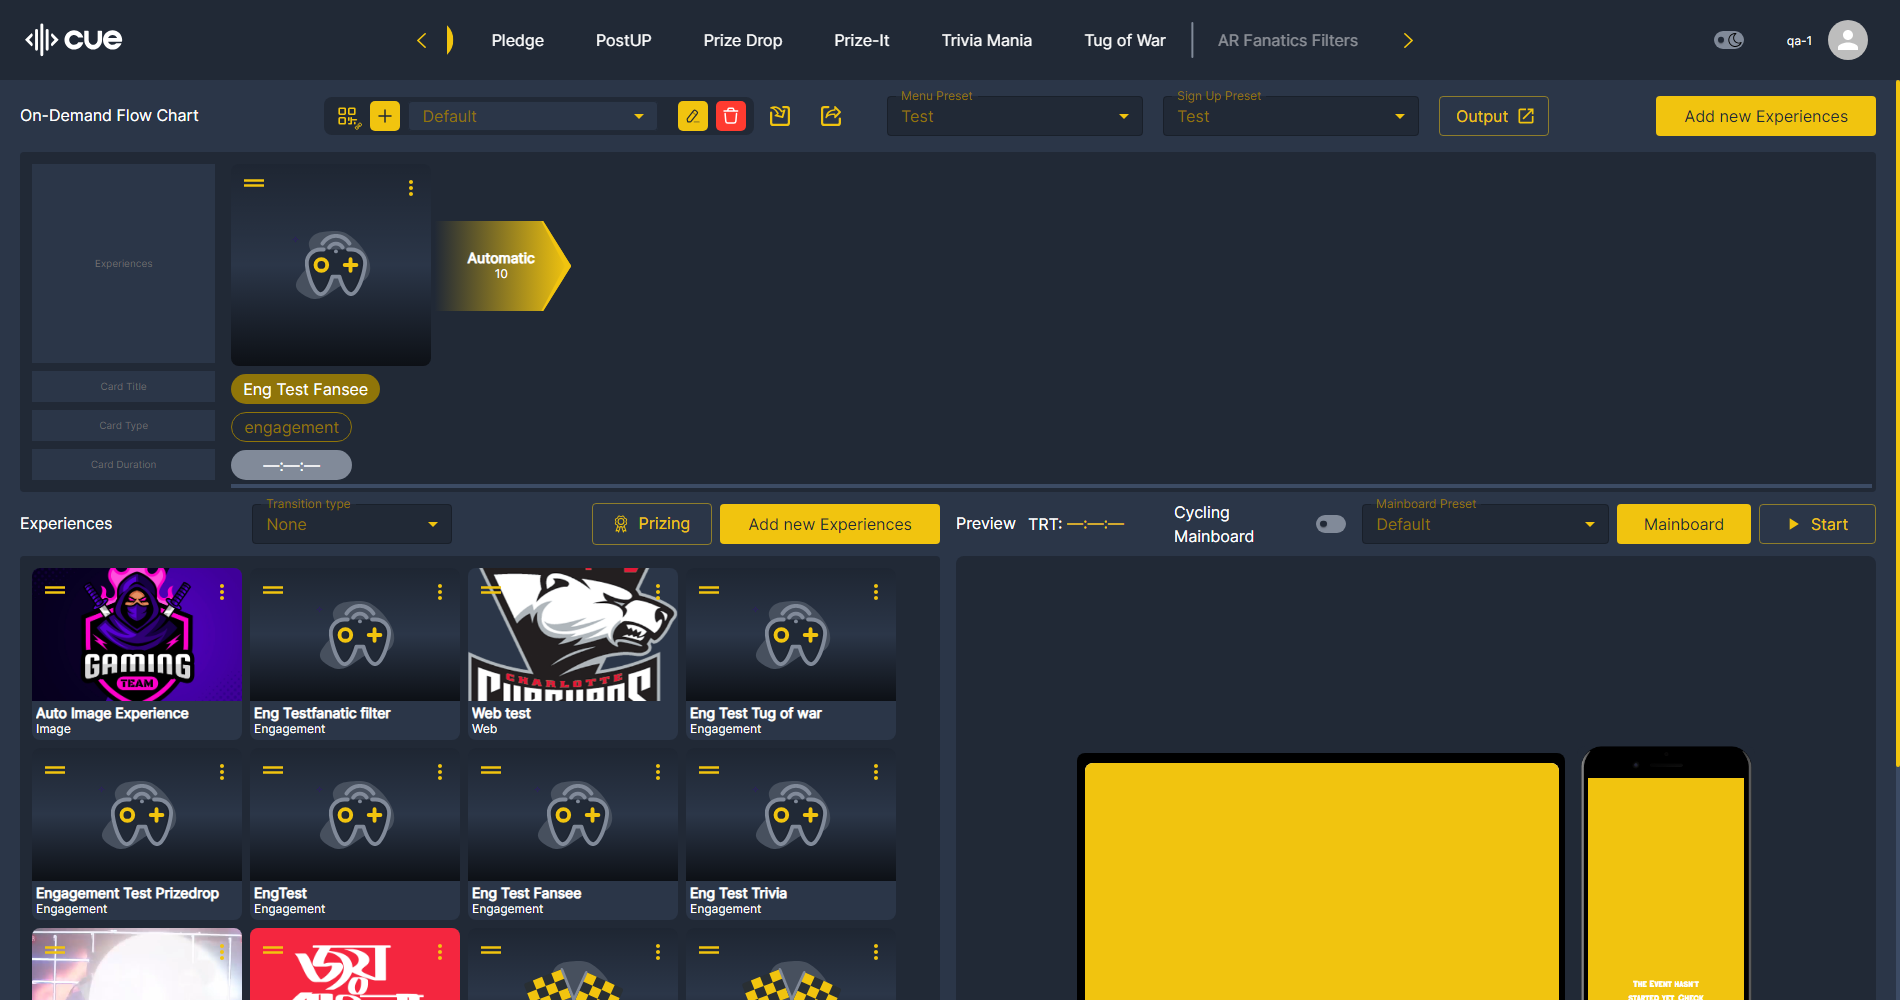 cue
Pledge
PostUP
Prize Drop
Prize-It
Trivia Mania
Tug of War
AR Fanatics Filters
qa-1
On-Demand Flow Chart
Default
Menu Preset
Test
Sign Up Preset
Test
Output
Add new Experiences
Experiences
Automatic
10
Card Title
Eng Test Fansee
Card Type
engagement
Card Duration
—:—:—
Experiences
Transition type
None
Prizing
Add new Experiences
Preview
TRT: —:—:—
Cycling
Mainboard
Mainboard Preset
Default
Mainboard
Start
GAMING
TEAM
Auto Image Experience
Image
Eng Testfanatic filter
Engagement
CHARLOTTE
Web test
Web
Eng Test Tug of war
Engagement
Engagement Test Prizedrop
Engagement
EngTest
Engagement
Eng Test Fansee
Engagement
Eng Test Trivia
Engagement
জয়
The Event hasn't
started yet. Check